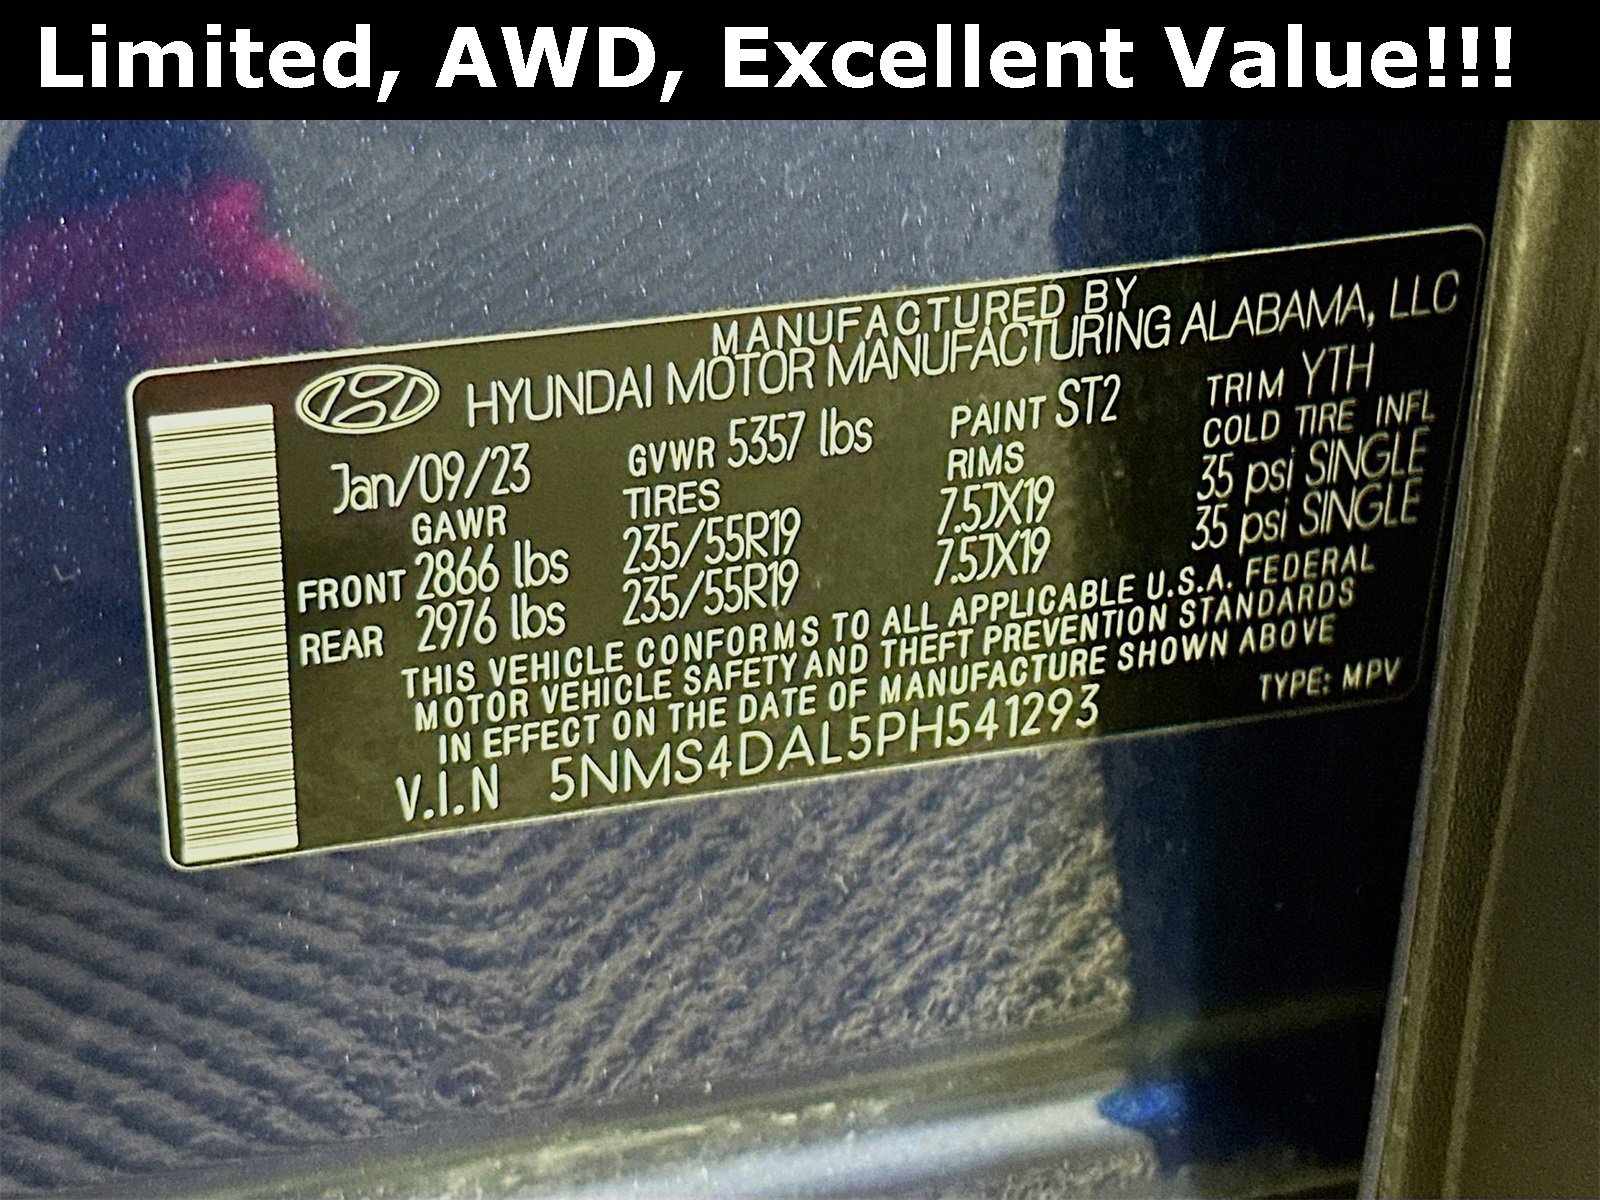 Limited, AWD, Excellent Value!!!
MANUFACTURED BY
HYUNDAI MOTOR MANUFACTURING ALABAMA, LLC
Jan/09/23 GVWR 5357 lbs PAINT ST2 TRIM YTH
GAWR TIRES RIMS COLD TIRE INFL
FRONT 2866 lbs 235/55R19 7.5JX19 35 psi SINGLE
REAR 2976 lbs 235/55R19 7.5JX19 35 psi SINGLE
THIS VEHICLE CONFORMS TO ALL APPLICABLE U.S.A. FEDERAL
MOTOR VEHICLE SAFETY AND THEFT PREVENTION STANDARDS
IN EFFECT ON THE DATE OF MANUFACTURE SHOWN ABOVE
V.I.N 5NMS4DAL5PH541293 TYPE: MPV